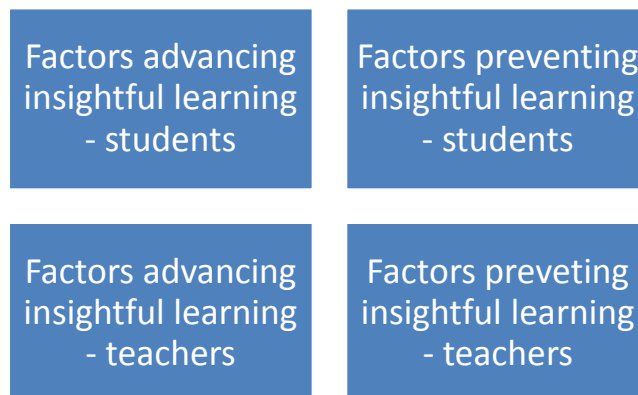 Factors advancing
insightful learning
- students
Factors preventing
insightful learning
- students
Factors advancing
insightful learning
- teachers
Factors preveting
insightful learning
- teachers